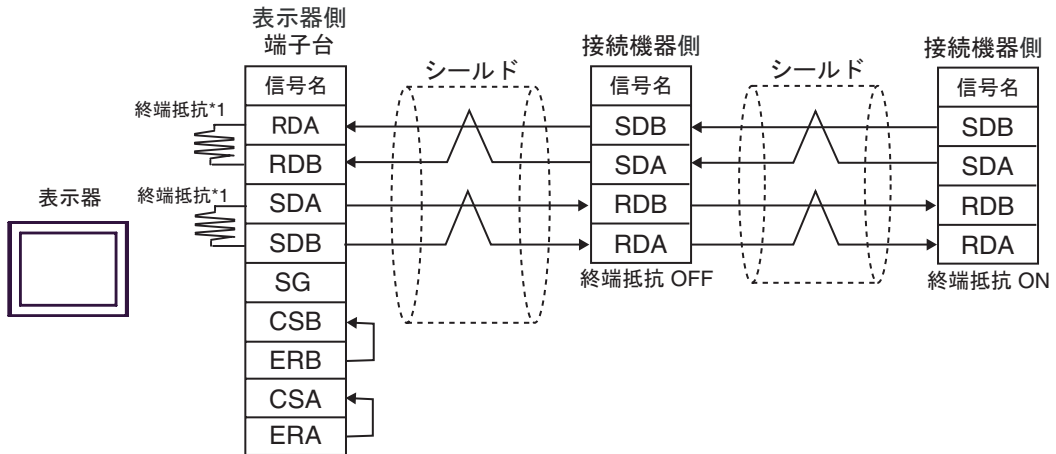 表示器
終端抵抗*1
終端抵抗*1
表示器側
端子台
信号名
RDA
RDB
SDA
SDB
SG
CSB
ERB
CSA
ERA
シールド
接続機器側
信号名
SDB
SDA
RDB
RDA
終端抵抗 OFF
シールド
接続機器側
信号名
SDB
SDA
RDB
RDA
終端抵抗 ON